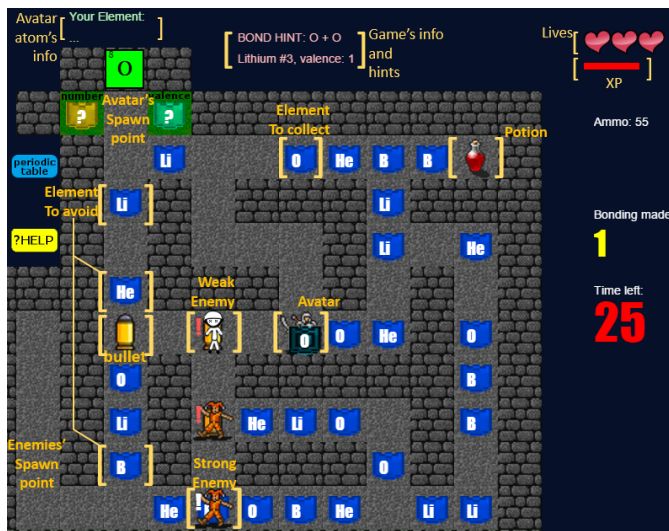 Avatar
atom's
info
Your Element:
...
BOND HINT: O + O
Lithium #3, valence: 1
Game's info
and
hints
Lives
XP
8
O
number
?
Avatar's
Spawn
point
valence
?
Element
To collect
Potion
Ammo: 55
periodic
table
Li
O
He
B
B
Element
To avoid
Li
Li
?HELP
Li
He
Bonding made
1
He
Weak
Enemy
Avatar
Time left:
25
bullet
!
O
O
He
O
O
B
Li
!
He
Li
O
B
Enemies'
Spawn
point
B
Strong
Enemy
O
He
!
O
B
He
Li
Li